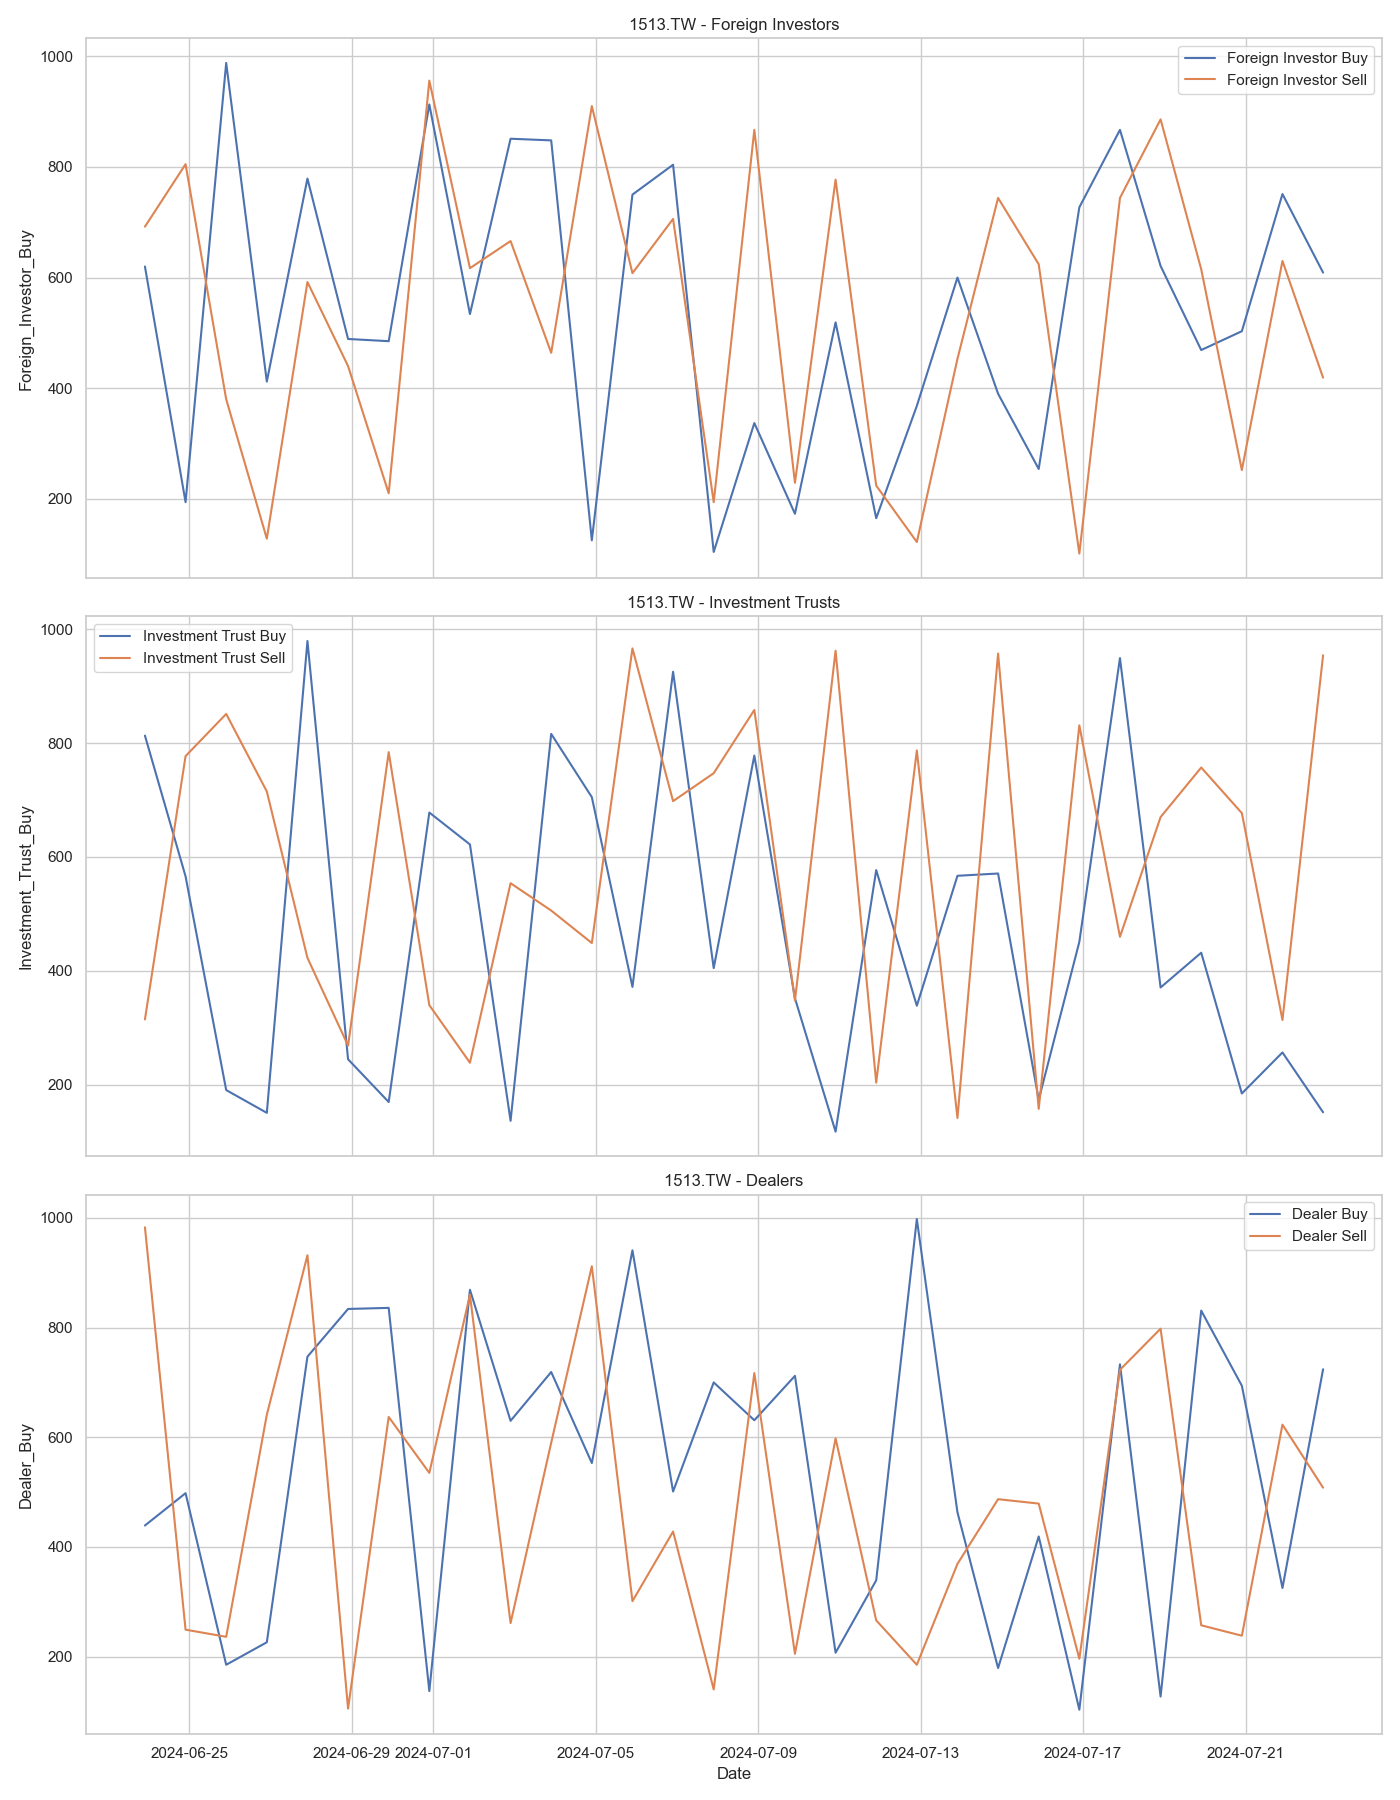 1513.TW - Foreign Investors
Foreign Investor Buy
Foreign Investor Sell
1000
800
600
400
200
Foreign_Investor_Buy
1513.TW - Investment Trusts
Investment Trust Buy
Investment Trust Sell
1000
800
600
400
200
Investment_Trust_Buy
1513.TW - Dealers
Dealer Buy
Dealer Sell
1000
800
600
400
200
Dealer_Buy
2024-06-25 2024-06-29 2024-07-01 2024-07-05 2024-07-09 2024-07-13 2024-07-17 2024-07-21
Date